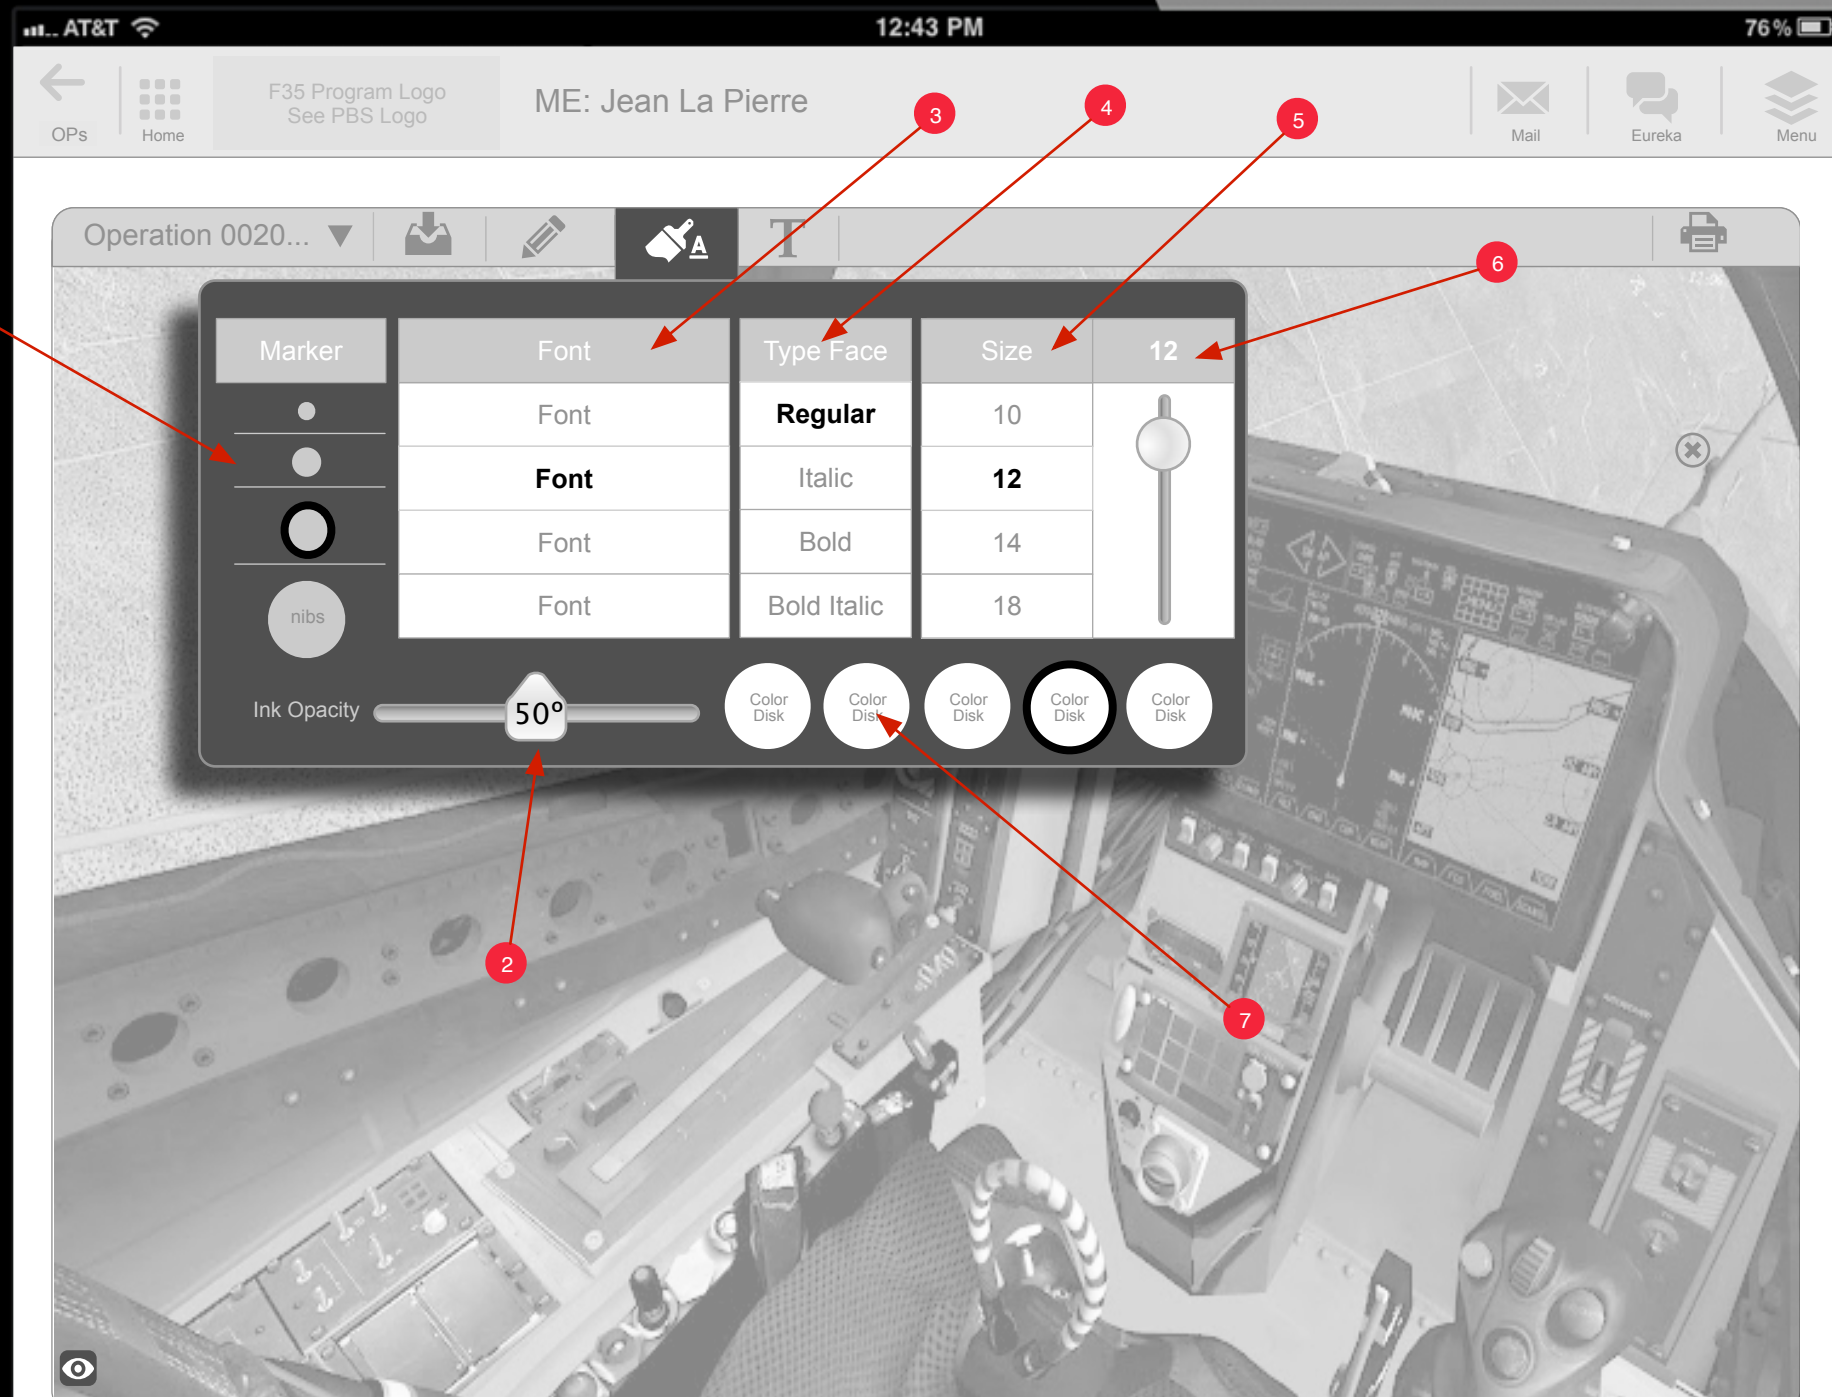 AT&T 12:43 PM 76%
OPs
Home
F35 Program Logo
See PBS Logo
ME: Jean La Pierre
Mail
Eureka
Menu
3
4
5
Operation 0020...
A
T
6
Marker
Font
Type Face
Size
12
Font
Regular
10
Font
Italic
12
Font
Bold
14
nibs
Font
Bold Italic
18
Ink Opacity
50º
Color
Disk
Color
Disk
Color
Disk
Color
Disk
Color
Disk
2
7